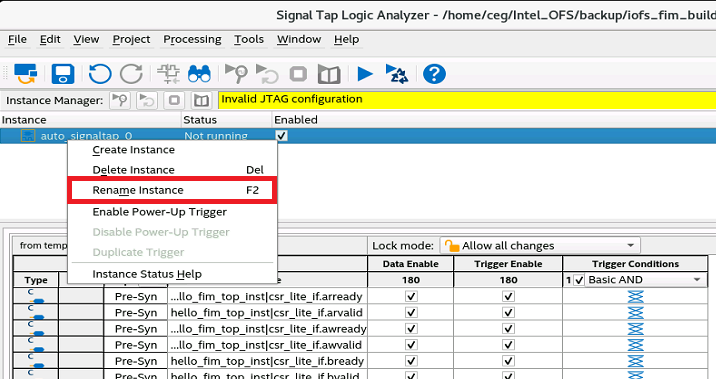 Signal Tap Logic Analyzer - /home/ceg/Intel_OFS/backup/iofs_fim_build
File Edit View Project Processing Tools Window Help
Instance Manager: Invalid JTAG configuration
Instance Status Enabled
auto_signaltap_0 Not running
Create Instance
Delete Instance Del
Rename Instance F2
Enable Power-Up Trigger
Disable Power-Up Trigger
Duplicate Trigger
Instance Status Help
from temp Lock mode: Allow all changes
Data Enable Trigger Enable Trigger Conditions
Type 180 180 1 Basic AND
Pre-Syn ...llo_fim_top_inst|csr_lite_if.arready
Pre-Syn hello_fim_top_inst|csr_lite_if.arvalid
Pre-Syn ...llo_fim_top_inst|csr_lite_if.awready
Pre-Syn ...llo_fim_top_inst|csr_lite_if.awvalid
Pre-Syn hello_fim_top_inst|csr_lite_if.bready
Pre-Syn hello_fim_top_inst|csr_lite_if.bvalid